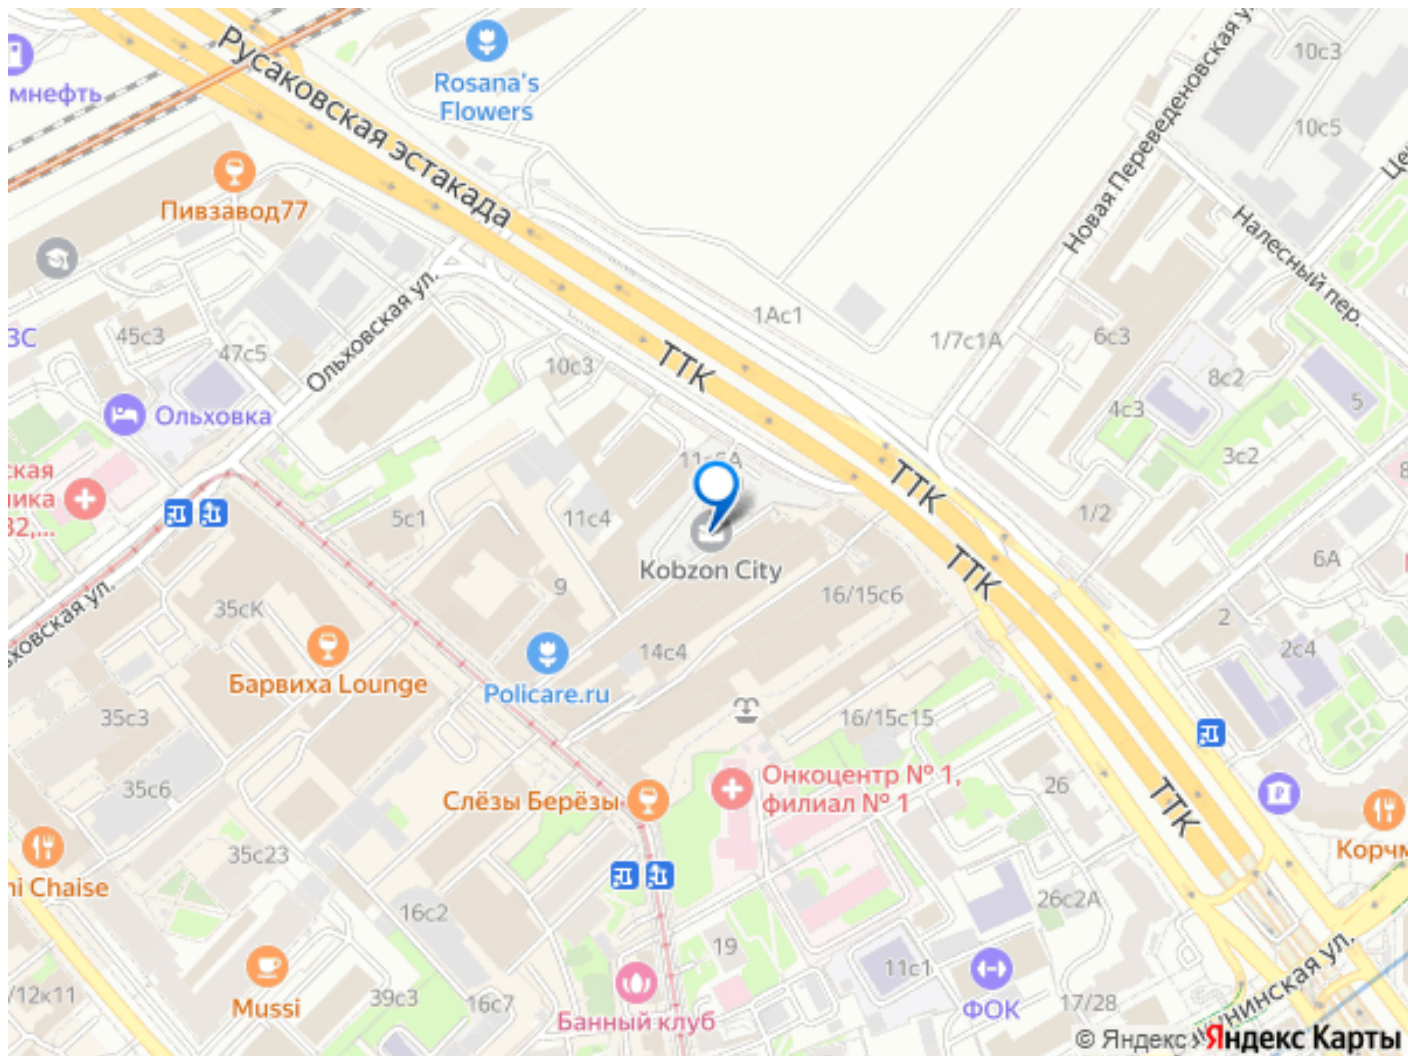 Русаковская эстакада
Rosana's
Flowers
мнефть
Пивзавод77
10с3
10с5
Новая Переведеновская
Налесный пер.
Ольховская ул.
45с3
47с5
Ольховка
10с3
ТТК
1Ас1
1/7с1А
6с3
8с2
4с3
5
3с2
1/2
6А
ТТК
ТТК
11с4
5с1
Kobzon City
9
16/15с6
14с4
35сК
Барвиха Lounge
Policare.ru
35с3
35с6
16/15с15
2
2с4
Онкоцентр № 1,
филиал № 1
Слёзы Берёзы
26
ТТК
Корчм
35с23
ni Chaise
16с2
26с2А
19
11с1
ФОК
Mussi
39с3
16с7
Банный клуб
/12к11
17/28
© Яндекс Яндекс Карты